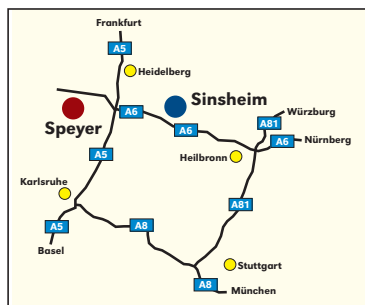 Frankfurt
A5
Heidelberg
Sinsheim
A6
Speyer
A81
Würzburg
A6
A6
Nürnberg
A5
Heilbronn
Karlsruhe
A81
A5
A8
Basel
Stuttgart
A8
München